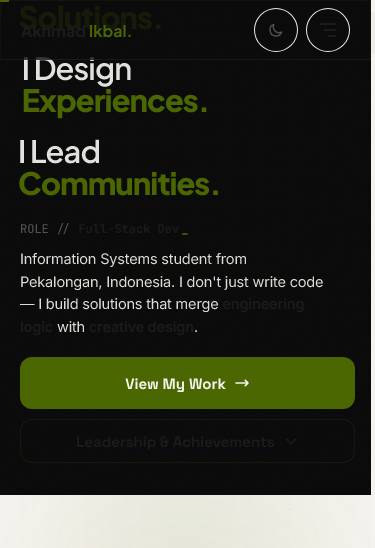 Solutions.
Akhmad Ikbal.
I Design
Experiences.
I Lead
Communities.
ROLE // Full-Stack Dev_
Information Systems student from
Pekalongan, Indonesia. I don't just write code
— I build solutions that merge engineering
logic with creative design.
View My Work →
Leadership & Achievements